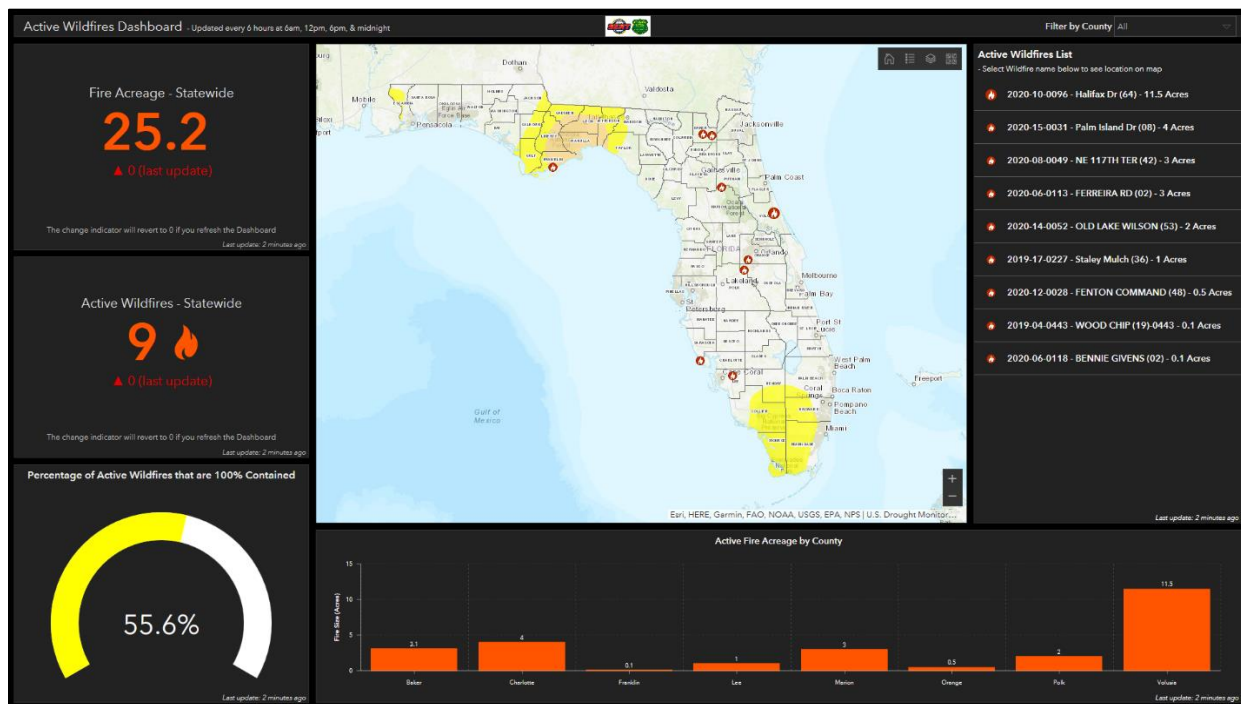 Active Wildfires Dashboard - Updated every 6 hours at 6am, 12pm, 6pm, & midnight
Filter by County All
Fire Acreage - Statewide
25.2
▲ 0 (last update)
The change indicator will revert to 0 if you refresh the Dashboard
Last update: 2 minutes ago
Active Wildfires - Statewide
9
▲ 0 (last update)
The change indicator will revert to 0 if you refresh the Dashboard
Last update: 2 minutes ago
Percentage of Active Wildfires that are 100% Contained
55.6%
Last update: 2 minutes ago
Dothan
Mobile
Pensacola
Valdosta
Jacksonville
Gainesville
Palm Coast
FLORIDA
Orlando
Lakeland
Melbourne
Palm Bay
St
Petersburg
Port St
Lucie
West Palm
Beach
Cape Coral
Coral
Springs
Boca Raton
Pompano
Beach
Miami
Freeport
Gulf of
Mexico
+
−
Esri, HERE, Garmin, FAO, NOAA, USGS, EPA, NPS | U.S. Drought Monitor...
Active Wildfires List
- Select Wildfire name below to see location on map
2020-10-0096 - Halifax Dr (64) - 11.5 Acres
2020-15-0031 - Palm Island Dr (08) - 4 Acres
2020-08-0049 - NE 117TH TER (42) - 3 Acres
2020-06-0113 - FERREIRA RD (02) - 3 Acres
2020-14-0052 - OLD LAKE WILSON (53) - 2 Acres
2019-17-0227 - Staley Mulch (36) - 1 Acres
2020-12-0028 - FENTON COMMAND (48) - 0.5 Acres
2019-04-0443 - WOOD CHIP (19)-0443 - 0.1 Acres
2020-06-0118 - BENNIE GIVENS (02) - 0.1 Acres
Last update: 2 minutes ago
Active Fire Acreage by County
Fire Size (Acres)
15
10
5
0
3.1
4
0.1
1
3
0.5
2
11.5
Baker
Charlotte
Franklin
Lee
Marion
Orange
Polk
Volusia
Last update: 2 minutes ago